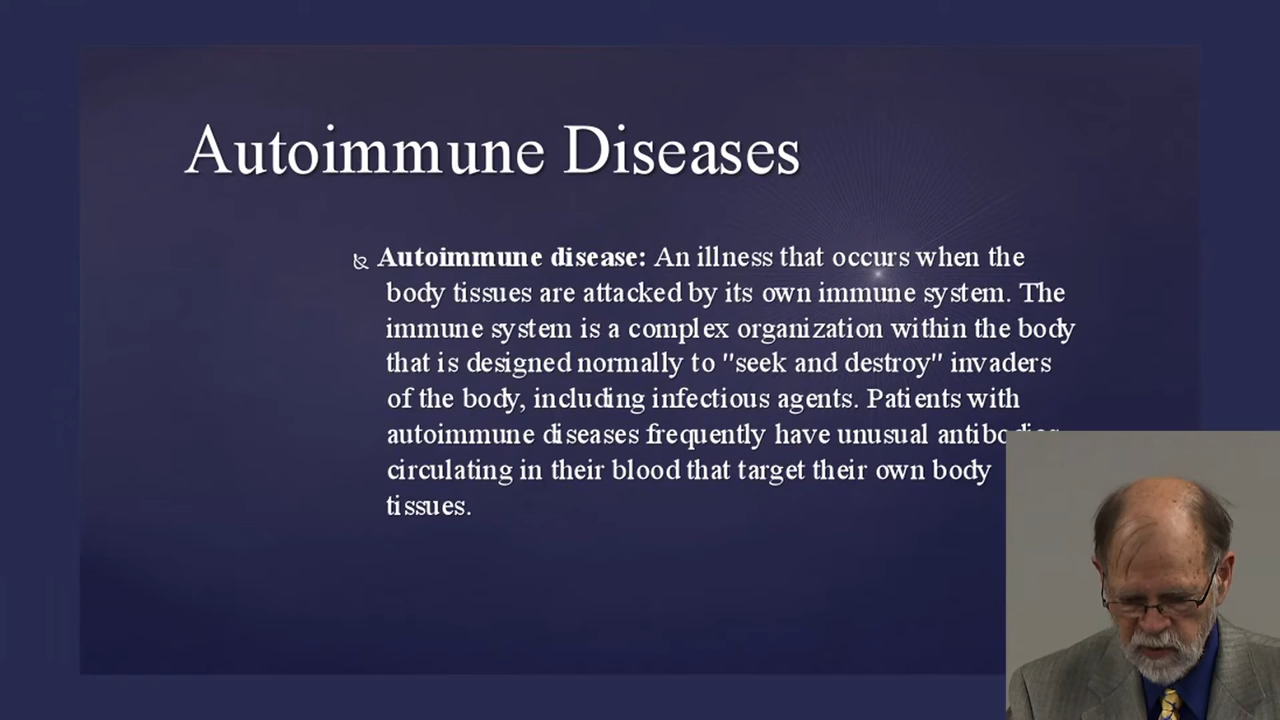 Autoimmune Diseases
Autoimmune disease: An illness that occurs when the
body tissues are attacked by its own immune system. The
immune system is a complex organization within the body
that is designed normally to "seek and destroy" invaders
of the body, including infectious agents. Patients with
autoimmune diseases frequently have unusual antibodies
circulating in their blood that target their own body
tissues.